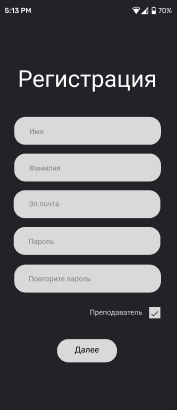 5:13 PM 70%
Регистрация
Имя
Фамилия
Эл.почта
Пароль
Повторите пароль
Преподаватель
Далее